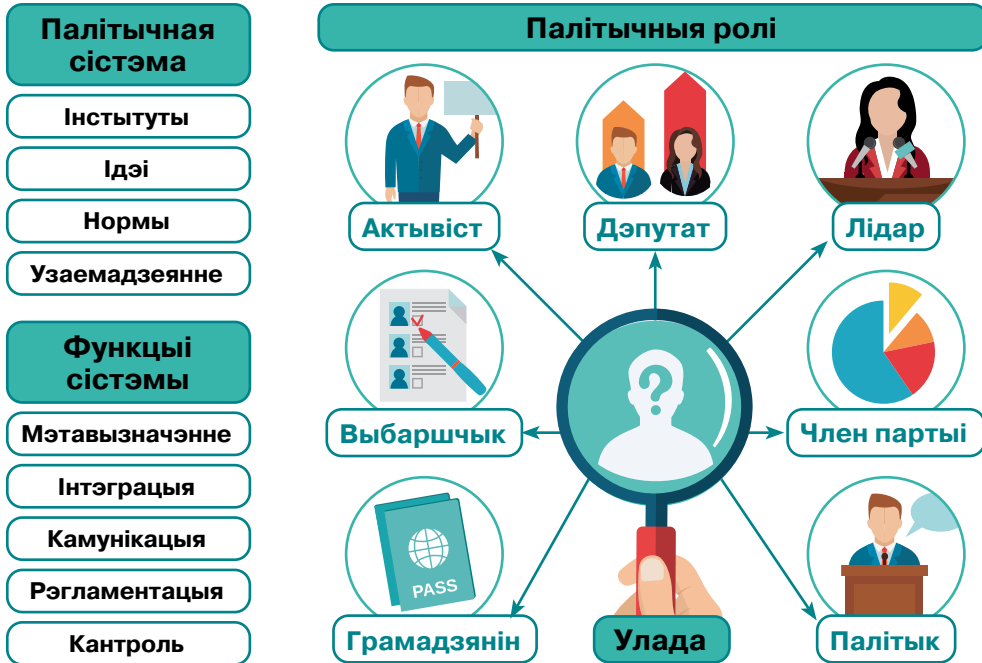 Палітычная
сістэма
Інстытуты
Ідэі
Нормы
Узаемадзеянне
Функцыі
сістэмы
Мэтавызначэнне
Інтэграцыя
Камунікацыя
Рэгламентацыя
Кантроль
Палітычныя ролі
Актывіст
Дэпутат
Лідар
Выбаршчык
?
Член партыі
PASS
Грамадзянін
Улада
Палітык